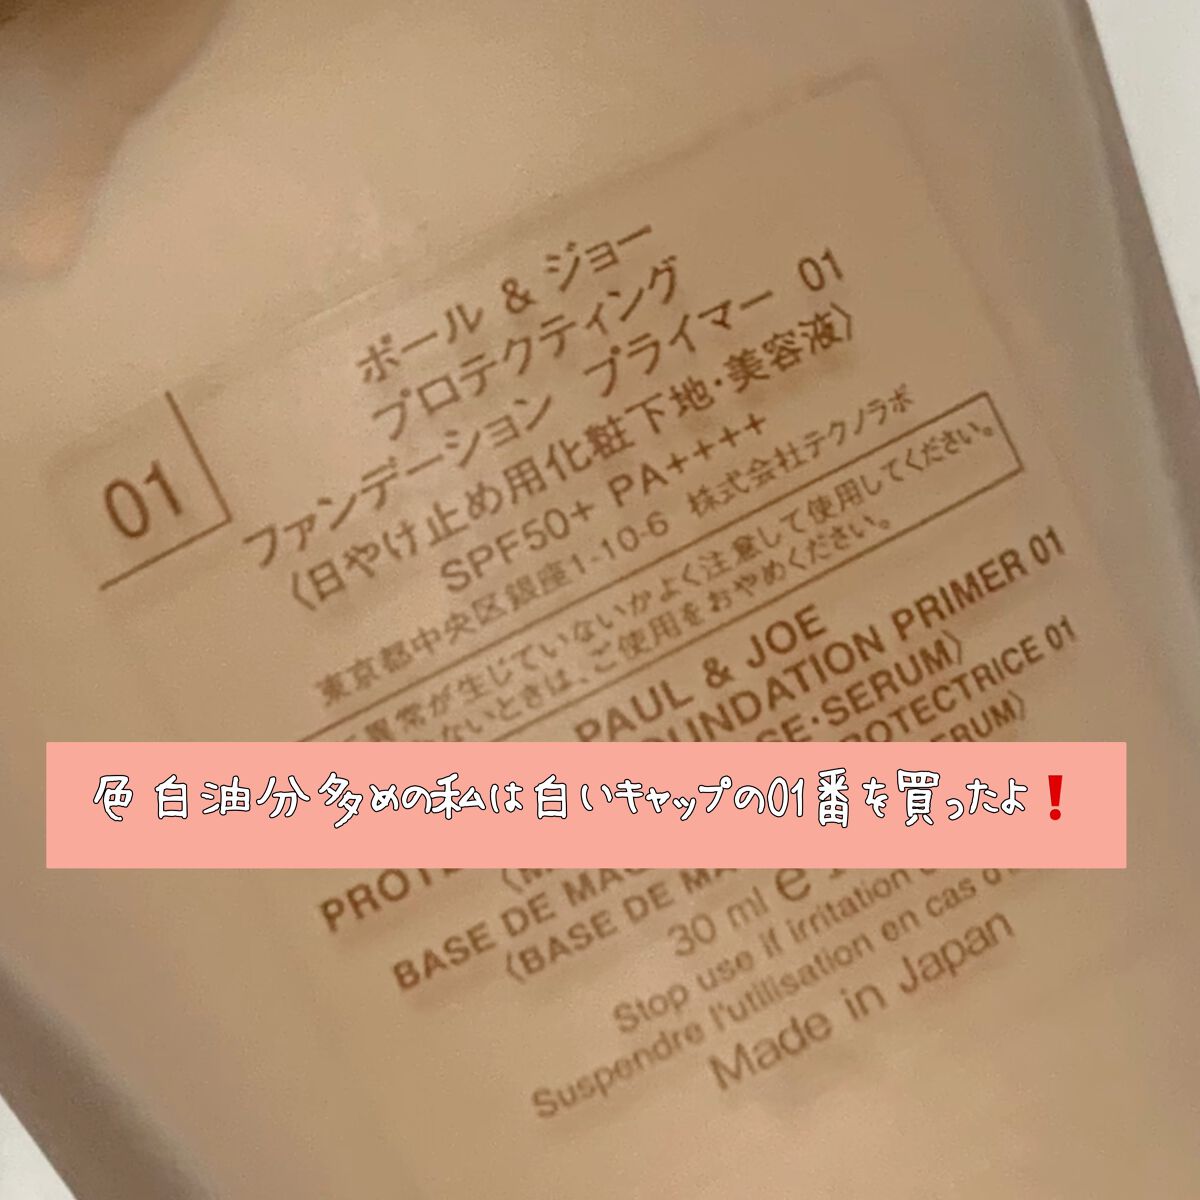 01
ポール & ジョー
プロテクティング
ファンデーション プライマー 01
〈日やけ止め用化粧下地・美容液〉
SPF50+ PA++++
東京都中央区銀座1-10-6 株式会社テクノラボ
異常が生じていないかよく注意して使用してください。
ないときは、ご使用をおやめください。
PAUL & JOE
FOUNDATION PRIMER 01
SERUM〉
PROTECTRICE 01
色白油分多めの私は白いキャップの01番を買ったよ❗
BASE DE
〈BASE DE
30 ml e
Stop use if irritation
Suspendre l'utilisation en cas
Made in Japan